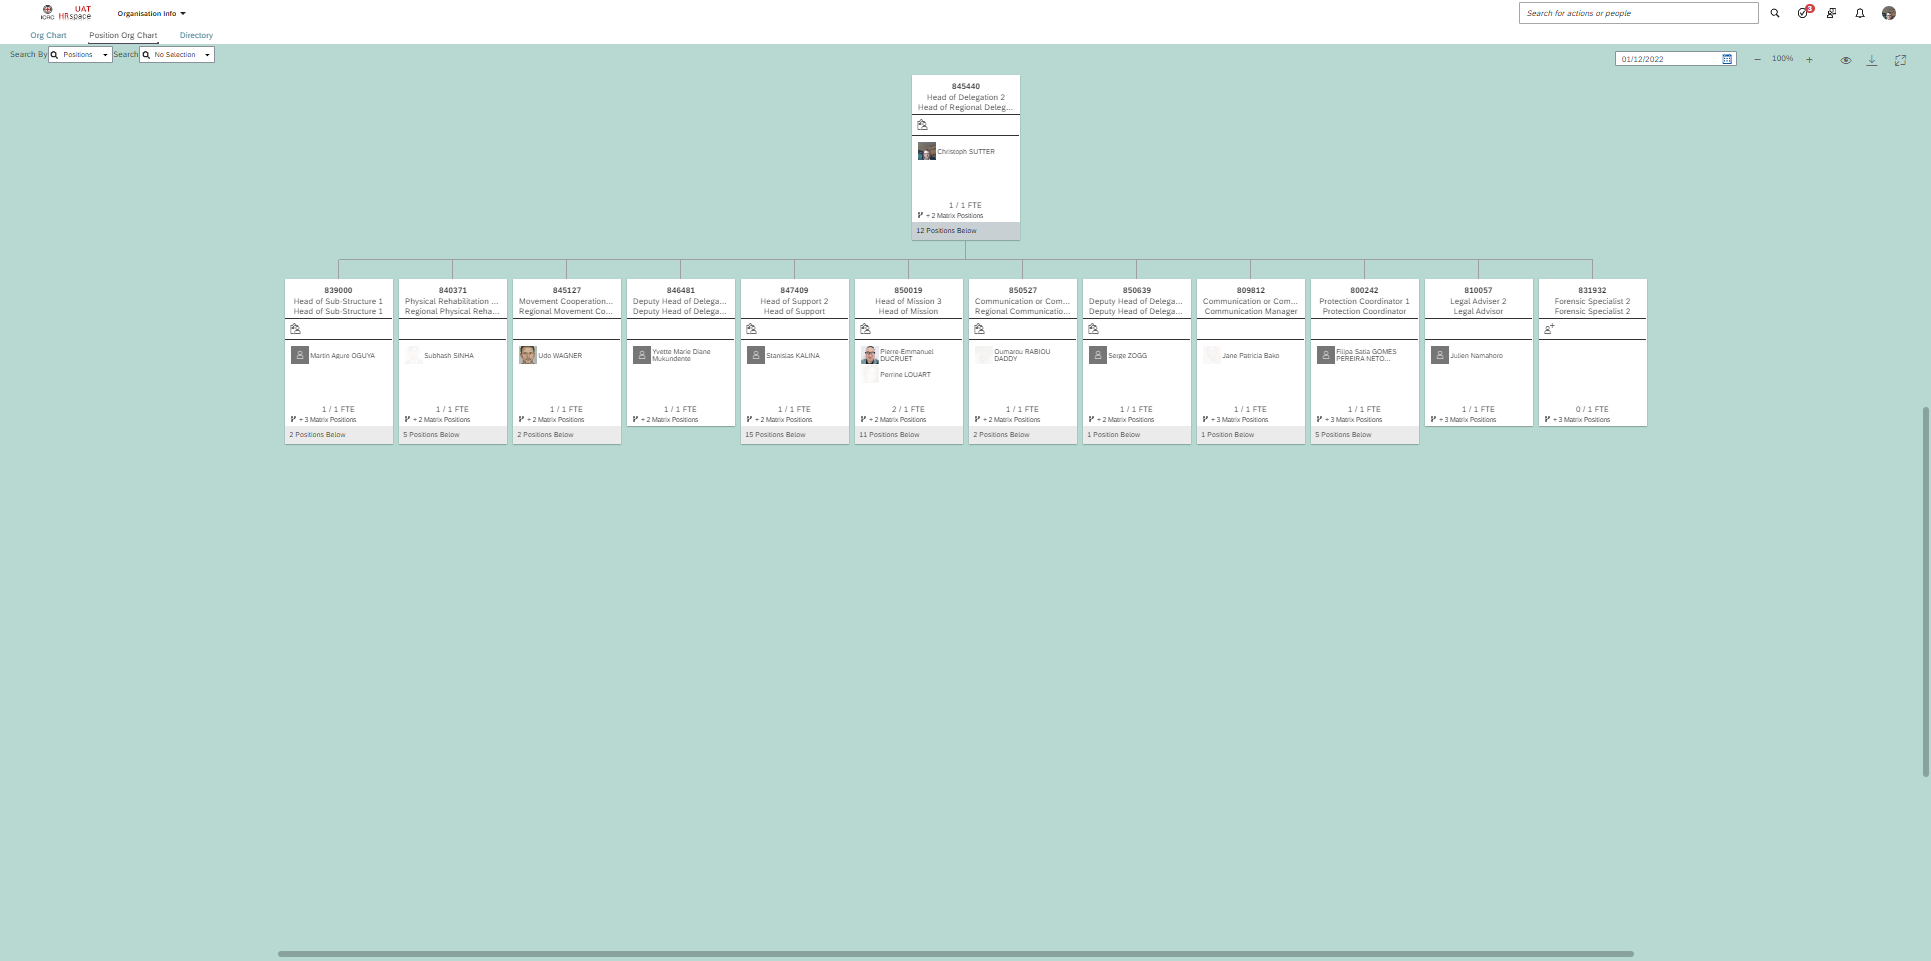 ICRC
UAT
HRspace
Organisation Info
Search for actions or people
3
Org Chart
Position Org Chart
Directory
Search By
Positions
Search
No Selection
01/12/2022
100%
845440
Head of Delegation 2
Head of Regional Deleg...
Christoph SUTTER
1 / 1 FTE
+ 2 Matrix Positions
12 Positions Below
839000
Head of Sub-Structure 1
Head of Sub-Structure 1
Martin Agure OGUYA
1 / 1 FTE
+ 3 Matrix Positions
2 Positions Below
840371
Physical Rehabilitation ...
Regional Physical Reha...
Subhash SINHA
1 / 1 FTE
+ 2 Matrix Positions
5 Positions Below
845127
Movement Cooperation...
Regional Movement Co...
Udo WAGNER
1 / 1 FTE
+ 2 Matrix Positions
2 Positions Below
846481
Deputy Head of Delega...
Deputy Head of Delega...
Yvette Marie Diane
Mukundente
1 / 1 FTE
+ 2 Matrix Positions
847409
Head of Support 2
Head of Support
Stanislas KALINA
1 / 1 FTE
+ 2 Matrix Positions
15 Positions Below
850019
Head of Mission 3
Head of Mission
Pierre-Emmanuel
DUCRUET
Perrine LOUART
2 / 1 FTE
+ 2 Matrix Positions
11 Positions Below
850527
Communication or Com...
Regional Communicatio...
Oumarou RABIOU
DADDY
1 / 1 FTE
+ 2 Matrix Positions
2 Positions Below
850639
Deputy Head of Delega...
Deputy Head of Delega...
Serge ZOGG
1 / 1 FTE
+ 2 Matrix Positions
1 Position Below
809812
Communication or Com...
Communication Manager
Jane Patricia Bako
1 / 1 FTE
+ 3 Matrix Positions
1 Position Below
800242
Protection Coordinator 1
Protection Coordinator
Filipa Satia GOMES
PEREIRA NETO...
1 / 1 FTE
+ 3 Matrix Positions
5 Positions Below
810057
Legal Adviser 2
Legal Advisor
Julien Namahoro
1 / 1 FTE
+ 3 Matrix Positions
831932
Forensic Specialist 2
Forensic Specialist 2
0 / 1 FTE
+ 3 Matrix Positions